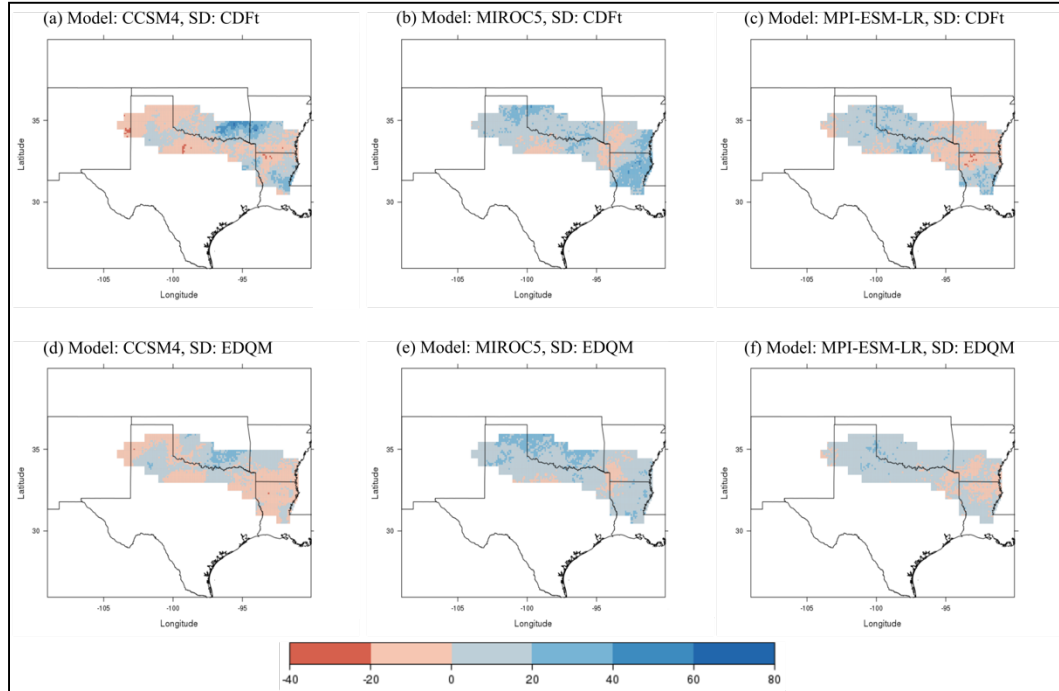 (a) Model: CCSM4, SD: CDFt
(b) Model: MIROC5, SD: CDFt
(c) Model: MPI-ESM-LR, SD: CDFt
Latitude
35
30
-105
-100
-95
Longitude
Latitude
35
30
-105
-100
-95
Longitude
Latitude
35
30
-105
-100
-95
Longitude
(d) Model: CCSM4, SD: EDQM
(e) Model: MIROC5, SD: EDQM
(f) Model: MPI-ESM-LR, SD: EDQM
Latitude
35
30
-105
-100
-95
Longitude
Latitude
35
30
-105
-100
-95
Longitude
Latitude
35
30
-105
-100
-95
Longitude
-40 -20 0 20 40 60 80